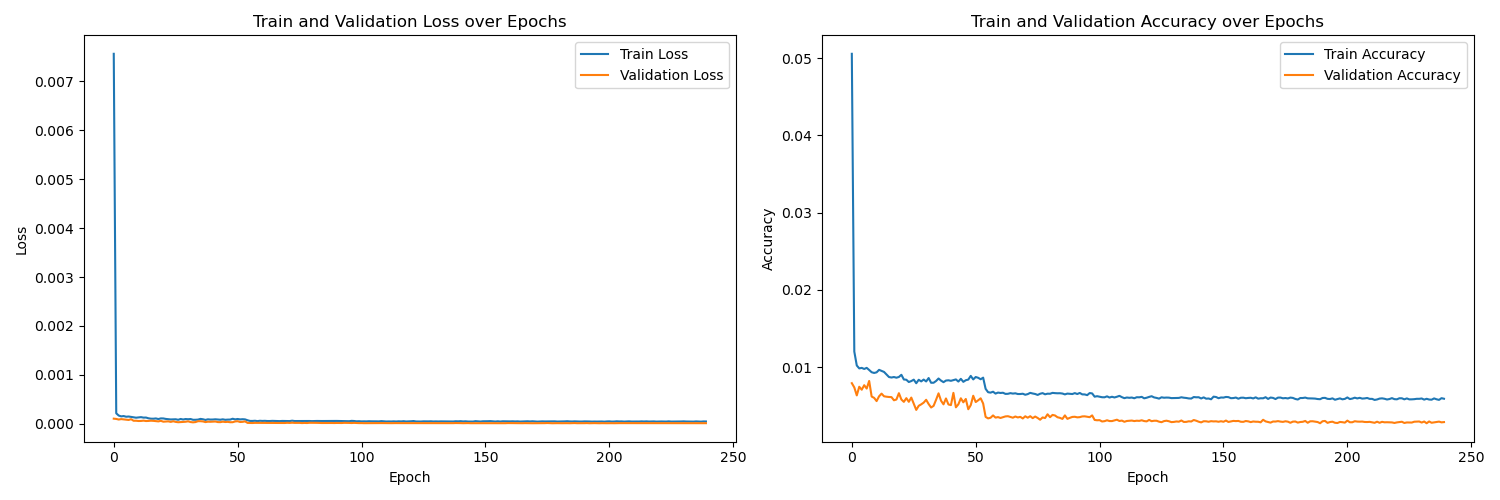 Train and Validation Loss over Epochs
Train Loss
Validation Loss
0.007
0.006
0.005
0.004
0.003
0.002
0.001
0.000
Loss
0
50
100
150
200
250
Epoch
Train and Validation Accuracy over Epochs
Train Accuracy
Validation Accuracy
0.05
0.04
0.03
0.02
0.01
Accuracy
0
50
100
150
200
250
Epoch